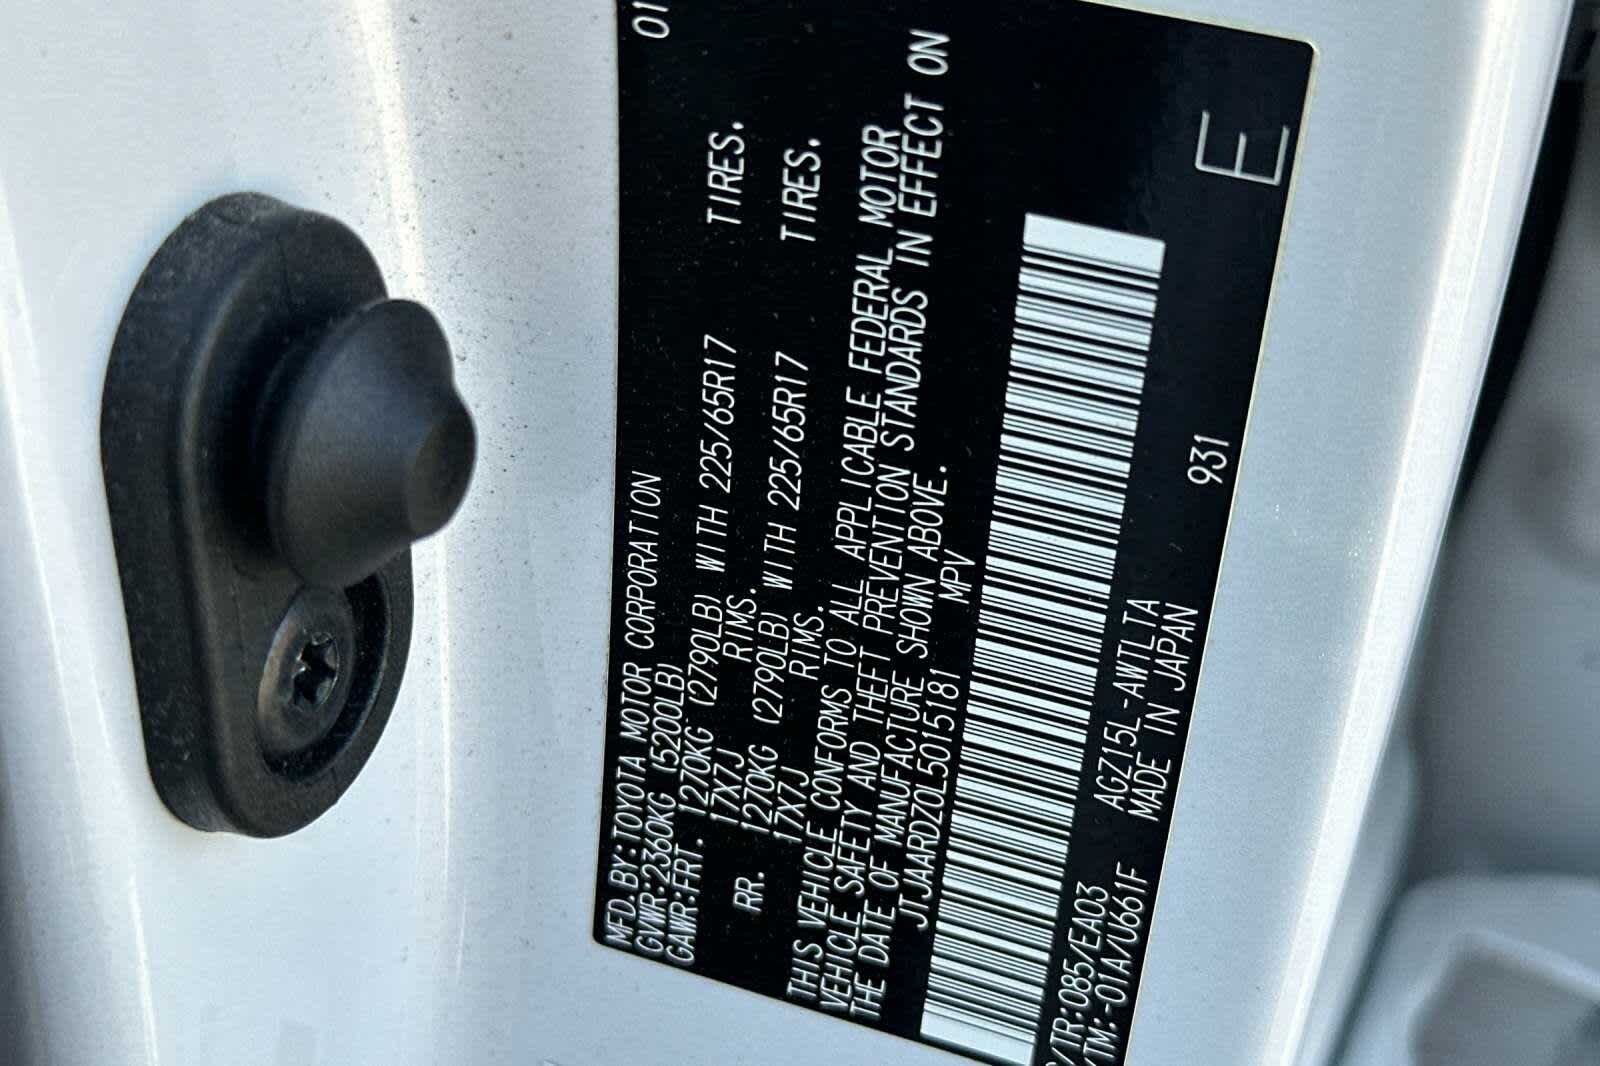 MFD. BY:TOYOTA MOTOR CORPORATION 01
GVWR:2360KG (5200LB)
GAWR:FRT. 1270KG (2790LB) WITH 225/65R17 TIRES.
17X7J RIMS.
RR. 1270KG (2790LB) WITH 225/65R17 TIRES.
17X7J RIMS.
THIS VEHICLE CONFORMS TO ALL APPLICABLE FEDERAL MOTOR
VEHICLE SAFETY AND THEFT PREVENTION STANDARDS IN EFFECT ON
THE DATE OF MANUFACTURE SHOWN ABOVE.
JTJARDZ0L5015181 MPV
/TR:085/EA03 AGZ15L-AWTLTA 931 E
/TM:-01A/U661F MADE IN JAPAN